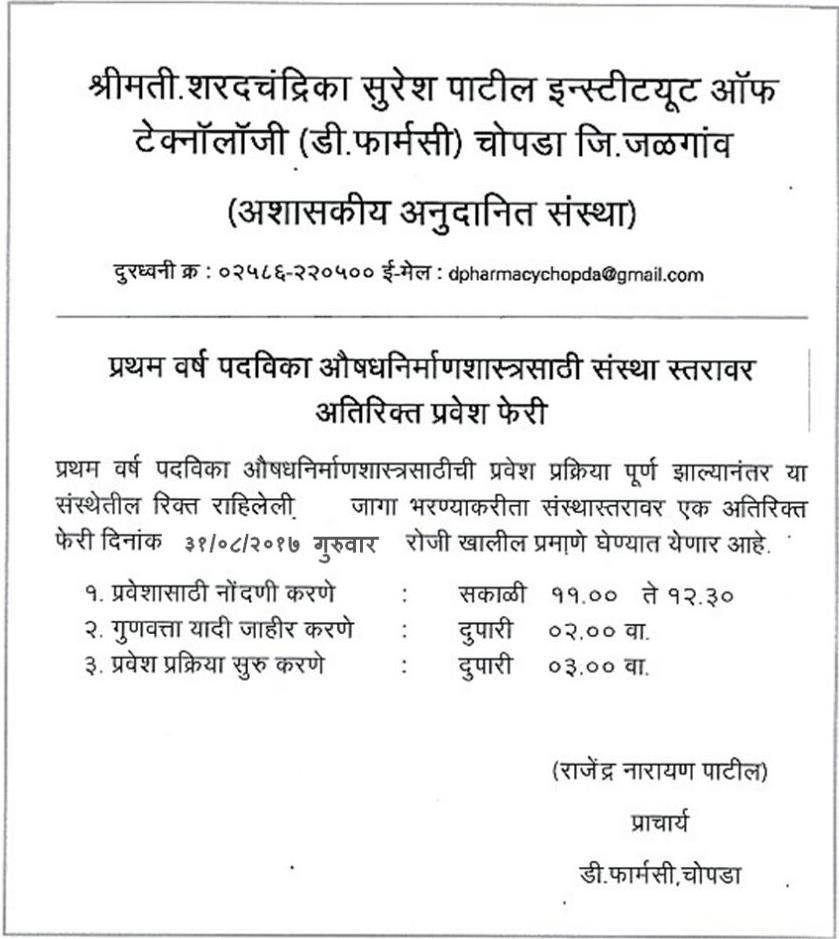 श्रीमती.शरदचंद्रिका सुरेश पाटील इन्स्टीटयूट ऑफ
टेक्नॉलॉजी (डी.फार्मसी) चोपडा जि.जळगांव
(अशासकीय अनुदानित संस्था)
दुरध्वनी क्र : ०२५८६-२२०५०० ई-मेल : dpharmacychopda@gmail.com
प्रथम वर्ष पदविका औषधनिर्माणशास्त्रसाठी संस्था स्तरावर
अतिरिक्त प्रवेश फेरी
प्रथम वर्ष पदविका औषधनिर्माणशास्त्रसाठीची प्रवेश प्रक्रिया पूर्ण झाल्यानंतर या
संस्थेतील रिक्त राहिलेली जागा भरण्याकरीता संस्थास्तरावर एक अतिरिक्त
फेरी दिनांक ३१/०८/२०१७ गुरुवार रोजी खालील प्रमाणे घेण्यात येणार आहे.
१. प्रवेशासाठी नोंदणी करणे : सकाळी ११.०० ते १२.३०
२. गुणवत्ता यादी जाहीर करणे : दुपारी ०२.०० वा.
३. प्रवेश प्रक्रिया सुरु करणे : दुपारी ०३.०० वा.
(राजेंद्र नारायण पाटील)
प्राचार्य
डी.फार्मसी,चोपडा